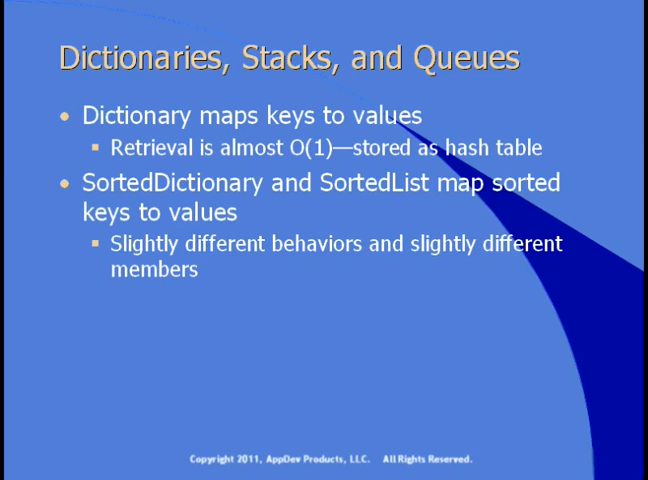 Dictionaries, Stacks, and Queues
• Dictionary maps keys to values
▪ Retrieval is almost O(1)—stored as hash table
• SortedDictionary and SortedList map sorted
keys to values
▪ Slightly different behaviors and slightly different
members
Copyright 2011, AppDev Products, LLC. All Rights Reserved.